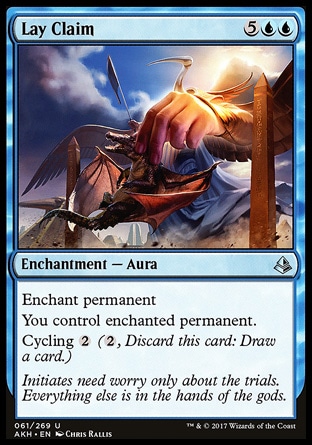 Lay Claim 5
Enchantment — Aura
Enchant permanent
You control enchanted permanent.
Cycling 2 (2, Discard this card: Draw
a card.)
Initiates need worry only about the trials.
Everything else is in the hands of the gods.
061/269 U
AKH • EN Chris Rallis
™ & © 2017 Wizards of the Coast